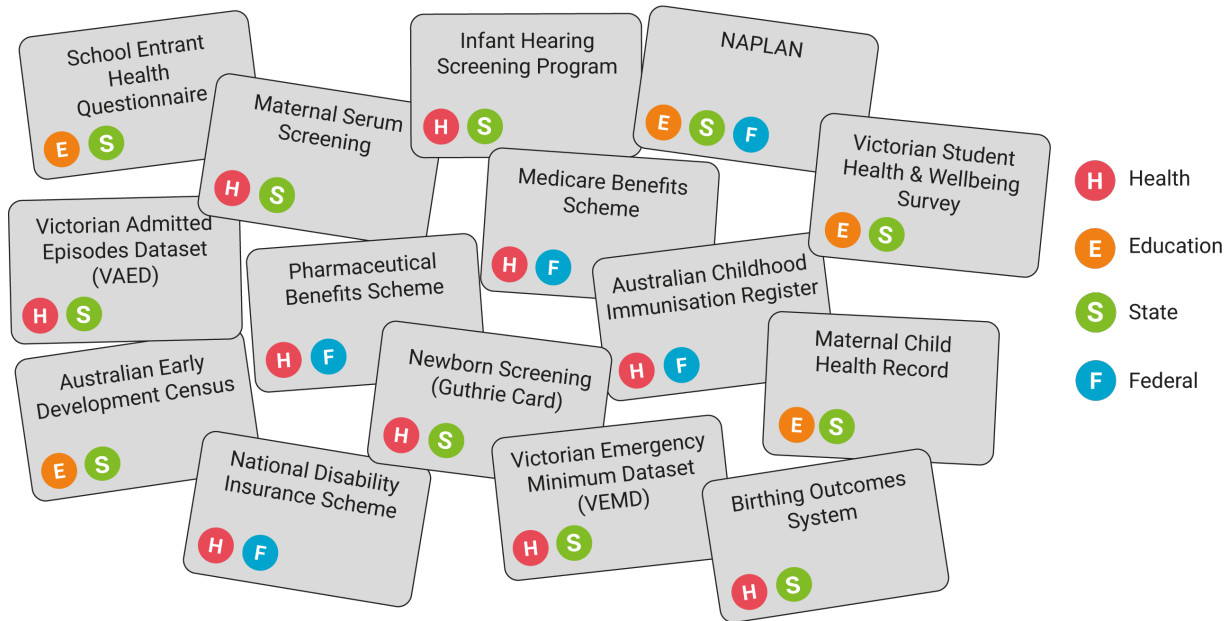 School Entrant
Health
Questionnaire
E S
Maternal Serum
Screening
H S
Infant Hearing
Screening Program
H S
NAPLAN
E S F
Victorian Student
Health & Wellbeing
Survey
E S
Medicare Benefits
Scheme
H F
Victorian Admitted
Episodes Dataset
(VAED)
H S
Pharmaceutical
Benefits Scheme
H F
Australian Childhood
Immunisation Register
H F
Maternal Child
Health Record
E S
Australian Early
Development Census
E S
Newborn Screening
(Guthrie Card)
H S
National Disability
Insurance Scheme
H F
Victorian Emergency
Minimum Dataset
(VEMD)
H S
Birthing Outcomes
System
H S
H Health
E Education
S State
F Federal